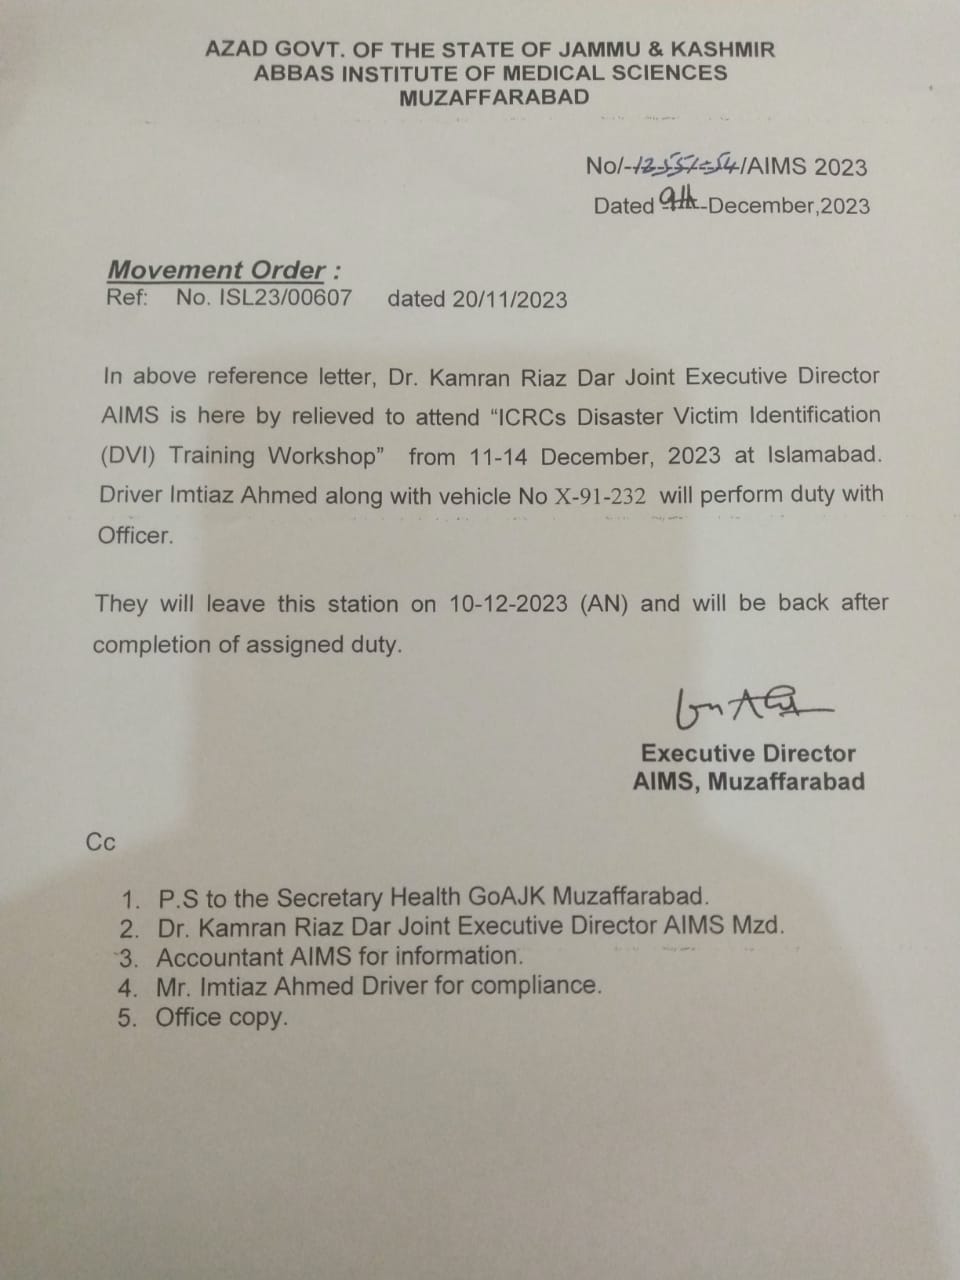 AZAD GOVT. OF THE STATE OF JAMMU & KASHMIR
ABBAS INSTITUTE OF MEDICAL SCIENCES
MUZAFFARABAD
No/-12551-54/AIMS 2023
Dated 9th-December,2023
Movement Order :
Ref: No. ISL23/00607 dated 20/11/2023
In above reference letter, Dr. Kamran Riaz Dar Joint Executive Director
AIMS is here by relieved to attend “ICRCs Disaster Victim Identification
(DVI) Training Workshop” from 11-14 December, 2023 at Islamabad.
Driver Imtiaz Ahmed along with vehicle No X-91-232 will perform duty with
Officer.
They will leave this station on 10-12-2023 (AN) and will be back after
completion of assigned duty.
Executive Director
AIMS, Muzaffarabad
Cc
1. P.S to the Secretary Health GoAJK Muzaffarabad.
2. Dr. Kamran Riaz Dar Joint Executive Director AIMS Mzd.
3. Accountant AIMS for information.
4. Mr. Imtiaz Ahmed Driver for compliance.
5. Office copy.